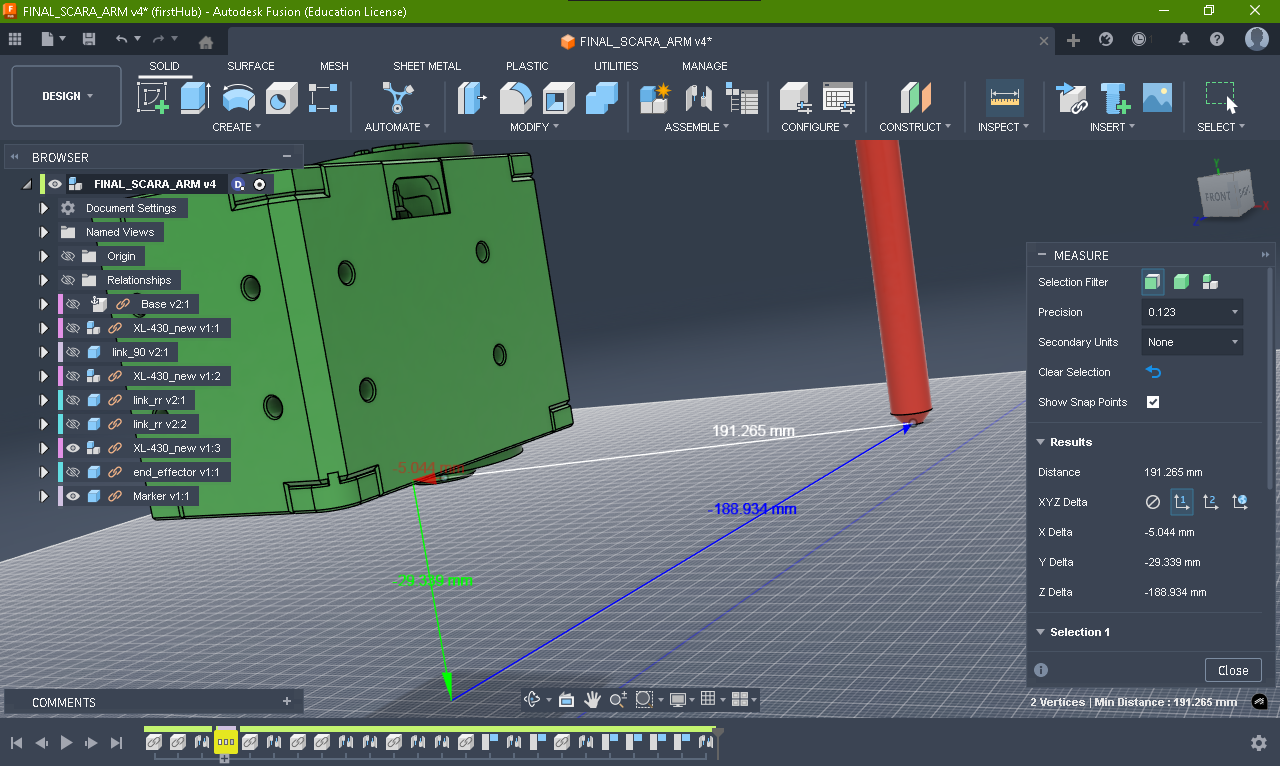 FINAL_SCARA_ARM v4* (firstHub) - Autodesk Fusion (Education License)
FINAL_SCARA_ARM v4*
SOLID SURFACE MESH SHEET METAL PLASTIC UTILITIES MANAGE
DESIGN
CREATE AUTOMATE MODIFY ASSEMBLE CONFIGURE CONSTRUCT INSPECT INSERT SELECT
BROWSER
FINAL_SCARA_ARM v4
Document Settings
Named Views
Origin
Relationships
Base v2:1
XL-430_new v1:1
link_90 v2:1
XL-430_new v1:2
link_rr v2:1
link_rr v2:2
XL-430_new v1:3
end_effector v1:1
Marker v1:1
191.265 mm
-5.044 mm
-188.934 mm
-29.339 mm
Y
FRONT
X
Z
MEASURE
Selection Filter
Precision 0.123
Secondary Units None
Clear Selection
Show Snap Points
Results
Distance 191.265 mm
XYZ Delta 1 2
X Delta -5.044 mm
Y Delta -29.339 mm
Z Delta -188.934 mm
Selection 1
Close
COMMENTS
2 Vertices | Min Distance : 191.265 mm